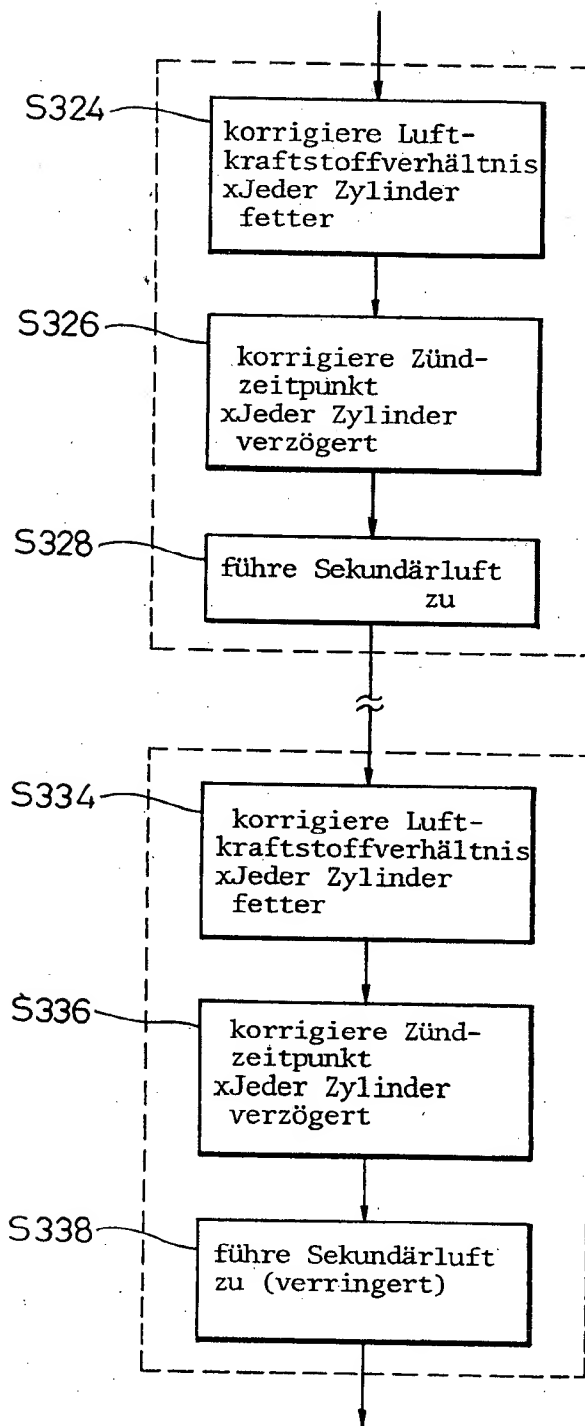 S324
korrigiere Luft-
kraftstoffverhältnis
xJeder Zylinder
fetter
S326
korrigiere Zünd-
zeitpunkt
xJeder Zylinder
verzögert
S328
führe Sekundärluft
zu
S334
korrigiere Luft-
kraftstoffverhältnis
xJeder Zylinder
fetter
S336
korrigiere Zünd-
zeitpunkt
xJeder Zylinder
verzögert
S338
führe Sekundärluft
zu (verringert)